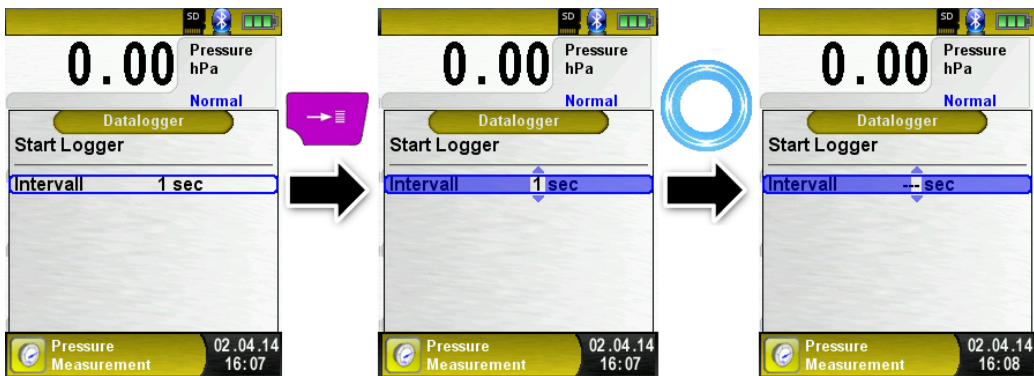 SD
0.00
Pressure
hPa
Normal
Datalogger
Start Logger
Intervall 1 sec
Pressure
Measurement
02.04.14
16:07
SD
0.00
Pressure
hPa
Normal
Datalogger
Start Logger
Intervall 1 sec
Pressure
Measurement
02.04.14
16:07
SD
0.00
Pressure
hPa
Normal
Datalogger
Start Logger
Intervall --- sec
Pressure
Measurement
02.04.14
16:08